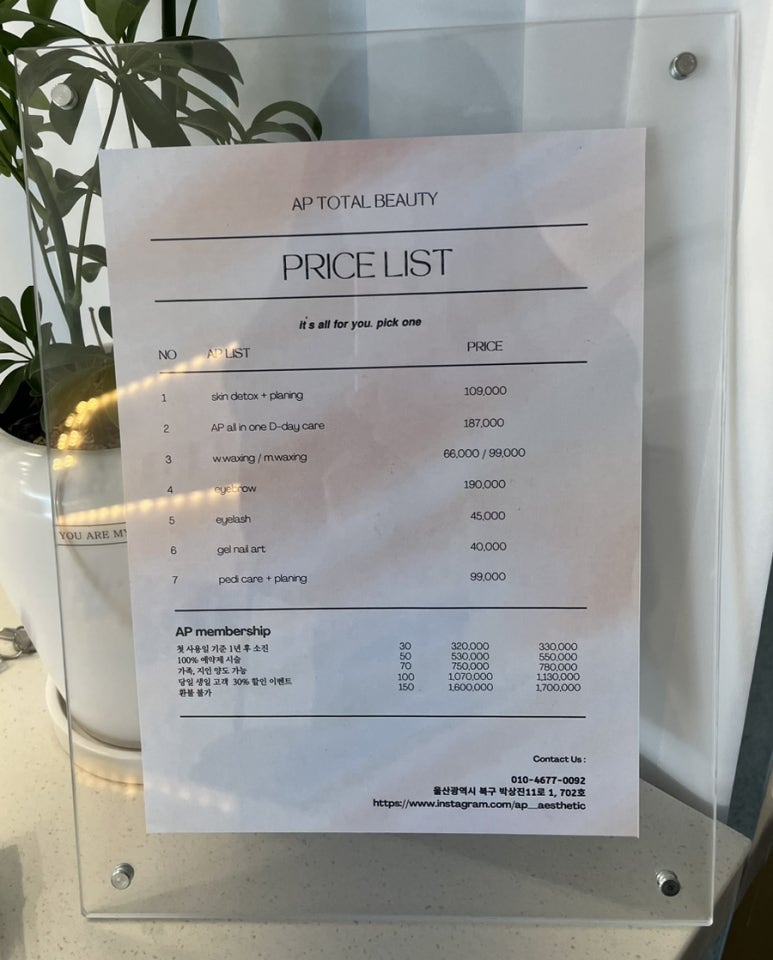 AP TOTAL BEAUTY
PRICE LIST
it's all for you. pick one
NO AP LIST PRICE
1 skin detox + planing 109,000
2 AP all in one D-day care 187,000
3 w.waxing / m.waxing 66,000 / 99,000
4 eyebrow 190,000
5 eyelash 45,000
6 gel nail art 40,000
7 pedi care + planing 99,000
AP membership
첫 사용일 기준 1년 후 소진 30 320,000 330,000
100% 예약제 시술 50 530,000 550,000
가족, 지인 양도 가능 70 750,000 780,000
당일 생일 고객 30% 할인 이벤트 100 1,070,000 1,130,000
환불 불가 150 1,600,000 1,700,000
Contact Us :
010-4677-0092
울산광역시 북구 박상진11로 1, 702호
https://www.instagram.com/ap__aesthetic
YOU ARE MY